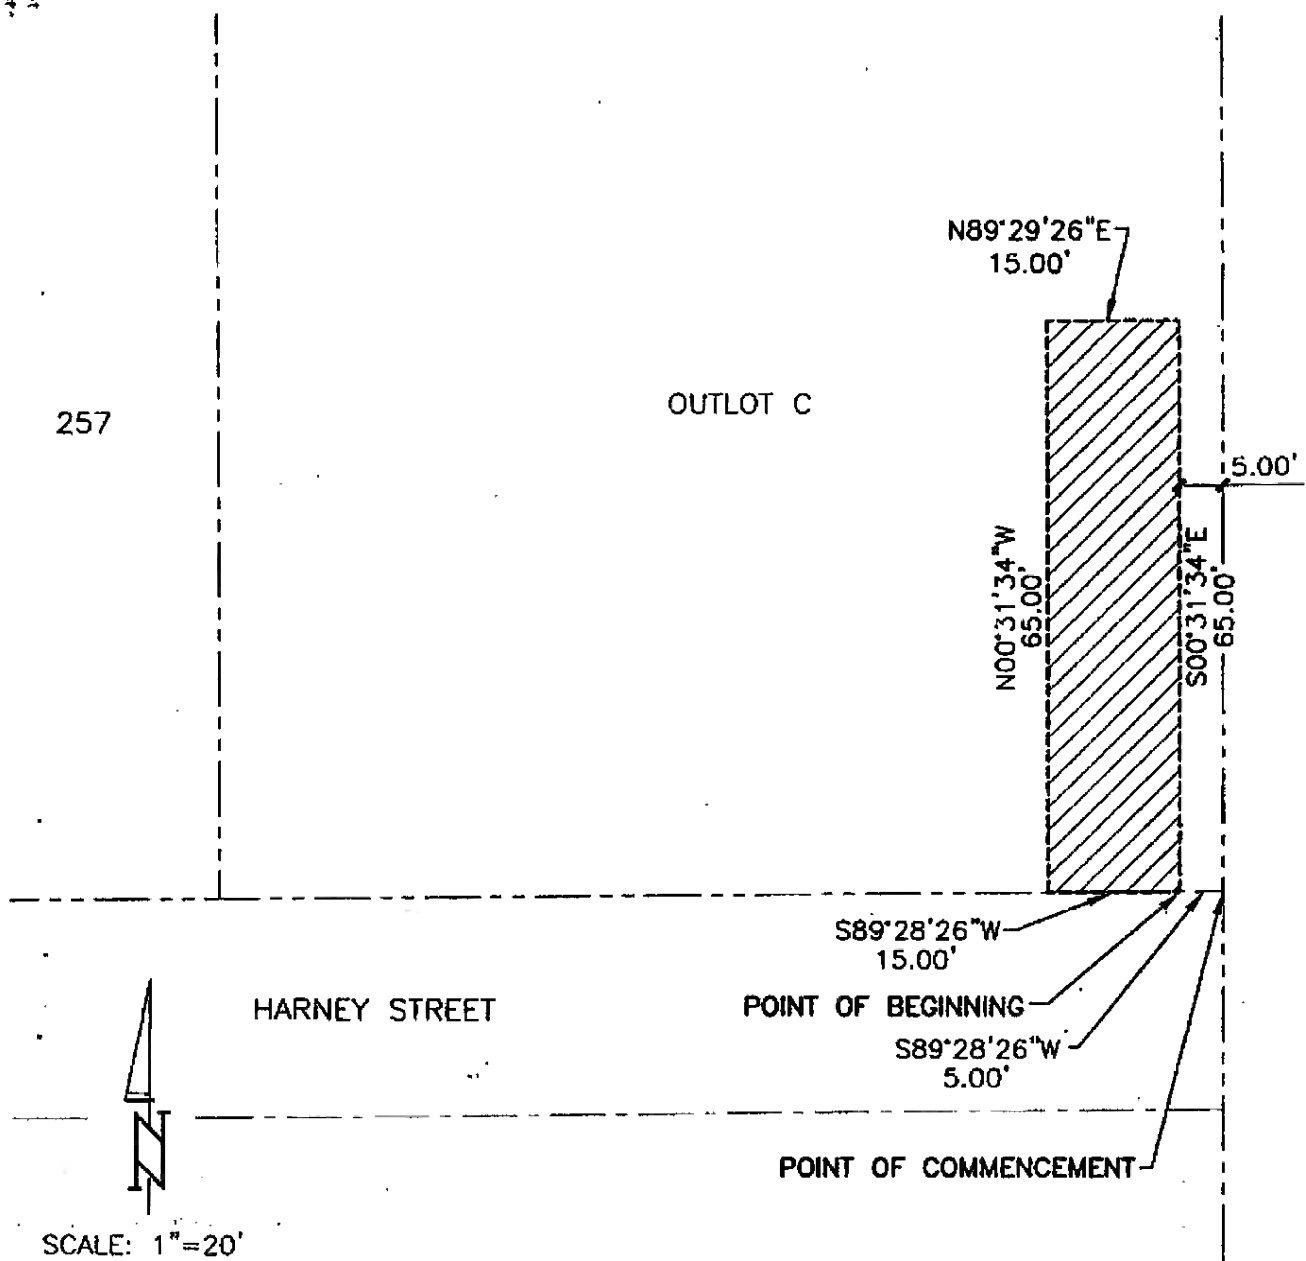 N89°29'26"E
15.00'
257
OUTLOT C
5.00'
N00°31'34"W
65.00'
S00°31'34"E
65.00'
S89°28'26"W
15.00'
HARNEY STREET
POINT OF BEGINNING
S89°28'26"W
5.00'
N
POINT OF COMMENCEMENT
SCALE: 1"=20'